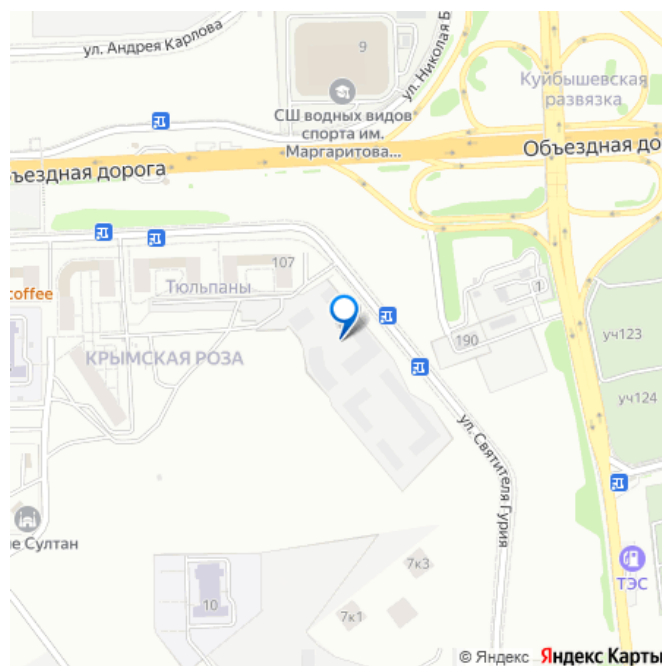 ул. Андрея Карлова
9
ул. Николая Б
СШ водных видов
спорта им.
Маргаритова...
Куйбышевская
развязка
ъездная дорога
Объездная до
107
Тюльпаны
coffee
1
190
уч123
КРЫМСКАЯ РОЗА
уч124
ул. Святителя Гурия
е Султан
7к3
ТЭС
10
7к1
© Яндекс Яндекс Карты